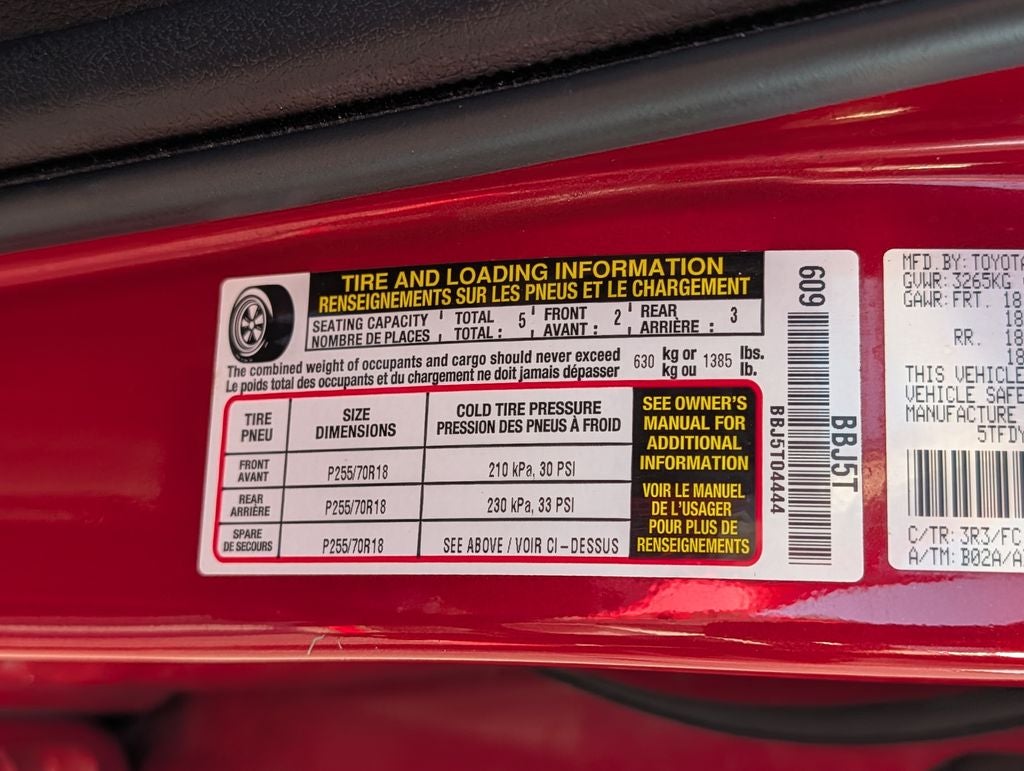 TIRE AND LOADING INFORMATION
RENSEIGNEMENTS SUR LES PNEUS ET LE CHARGEMENT
SEATING CAPACITY TOTAL 5 FRONT 2 REAR 3
NOMBRE DE PLACES TOTAL : AVANT : ARRIÈRE :
The combined weight of occupants and cargo should never exceed 630 kg or 1385 lbs.
Le poids total des occupants et du chargement ne doit jamais dépasser kg ou lb.
TIRE
PNEU
SIZE
DIMENSIONS
COLD TIRE PRESSURE
PRESSION DES PNEUS À FROID
FRONT
AVANT
P255/70R18
210 kPa, 30 PSI
REAR
ARRIÈRE
P255/70R18
230 kPa, 33 PSI
SPARE
DE SECOURS
P255/70R18
SEE ABOVE / VOIR CI – DESSUS
SEE OWNER'S
MANUAL FOR
ADDITIONAL
INFORMATION
VOIR LE MANUEL
DE L'USAGER
POUR PLUS DE
RENSEIGNEMENTS
609
BBJ5T
BBJ5T04444
MFD. BY: TOYOTA
GVWR: 3265KG
GAWR: FRT. 18
18
RR. 18
18
THIS VEHICLE
VEHICLE SAFE
MANUFACTURE
5TFD
C/TR: 3R3/FC
A/TM: B02A/A